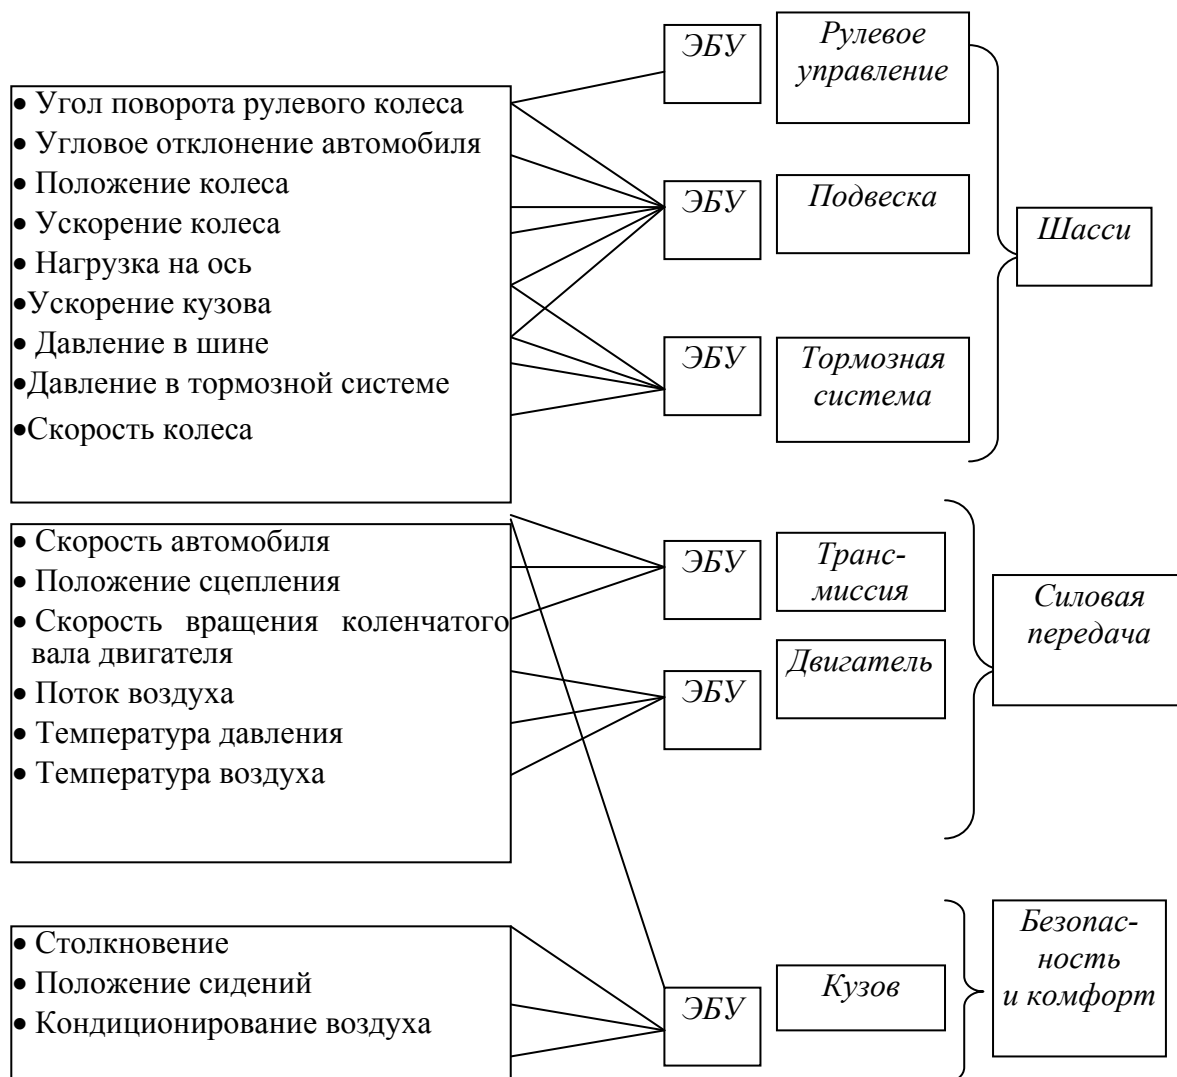 ЭБУ
Рулевое
управление
• Угол поворота рулевого колеса
• Угловое отклонение автомобиля
• Положение колеса
• Ускорение колеса
• Нагрузка на ось
•Ускорение кузова
• Давление в шине
•Давление в тормозной системе
•Скорость колеса
ЭБУ
Подвеска
Шасси
ЭБУ
Тормозная
система
• Скорость автомобиля
• Положение сцепления
• Скорость вращения коленчатого
вала двигателя
• Поток воздуха
• Температура давления
• Температура воздуха
ЭБУ
Транс-
миссия
ЭБУ
Двигатель
Силовая
передача
• Столкновение
• Положение сидений
• Кондиционирование воздуха
ЭБУ
Кузов
Безопас-
ность
и комфорт